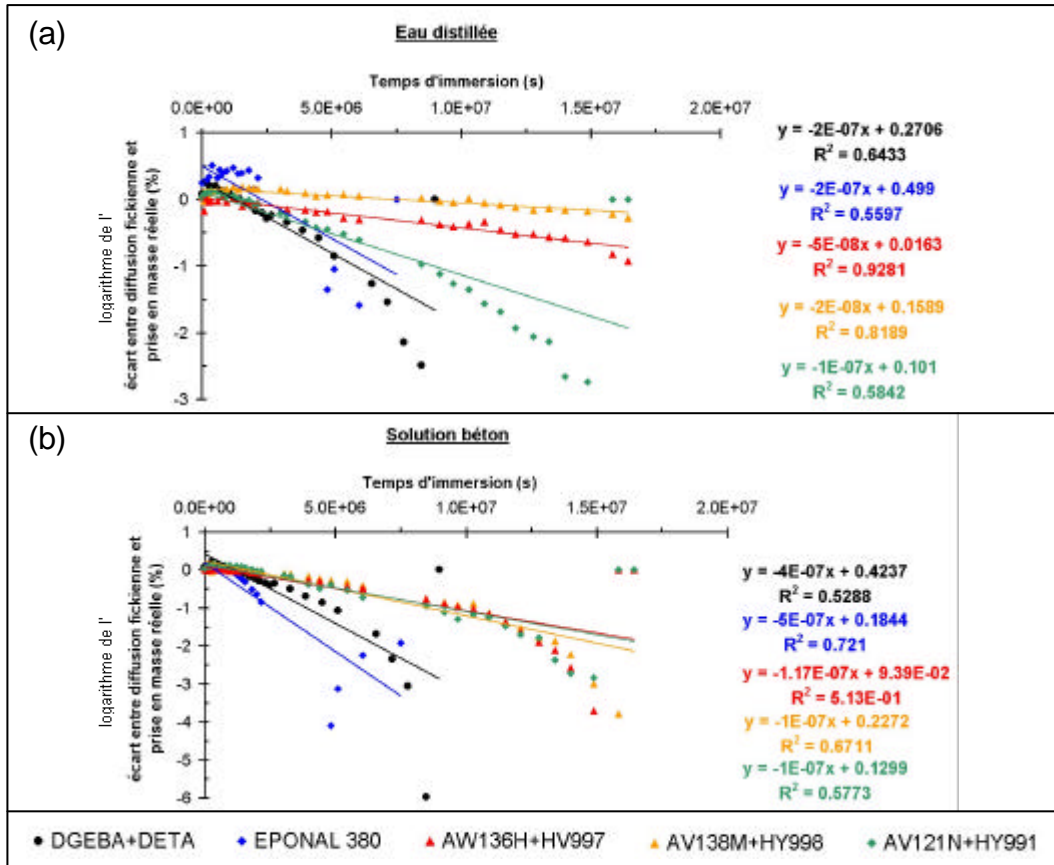 (a)
Eau distillée
Temps d'immersion (s)
0.0E+00 5.0E+06 1.0E+07 1.5E+07 2.0E+07
1
0
-1
-2
-3
logarithme de l'
écart entre diffusion fickienne et
prise en masse réelle (%)
y = -2E-07x + 0.2706
R² = 0.6433
y = -2E-07x + 0.499
R² = 0.5597
y = -5E-08x + 0.0163
R² = 0.9281
y = -2E-08x + 0.1589
R² = 0.8189
y = -1E-07x + 0.101
R² = 0.5842
(b)
Solution béton
Temps d'immersion (s)
0.0E+00 5.0E+06 1.0E+07 1.5E+07 2.0E+07
1
0
-1
-2
-3
-4
-5
-6
logarithme de l'
écart entre diffusion fickienne et
prise en masse réelle (%)
y = -4E-07x + 0.4237
R² = 0.5288
y = -5E-07x + 0.1844
R² = 0.721
y = -1.17E-07x + 9.39E-02
R² = 5.13E-01
y = -1E-07x + 0.2272
R² = 0.6711
y = -1E-07x + 0.1299
R² = 0.5773
DGEBA+DETA EPONAL 380 AW136H+HV997 AV138M+HY998 AV121N+HY991